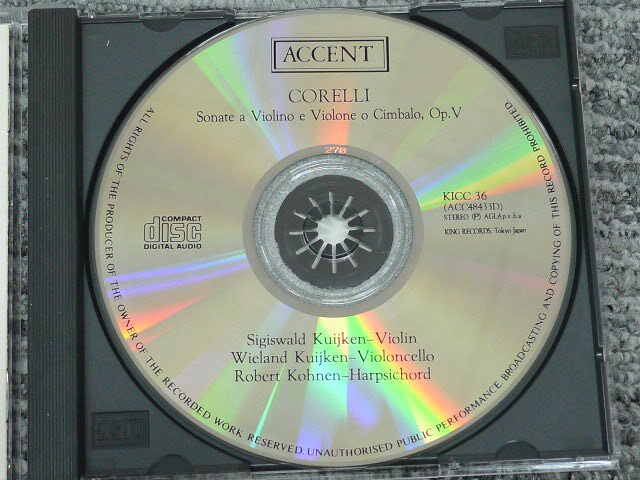 ACCENT
CORELLI
Sonate a Violino e Violone o Cimbalo, Op.V
270
KICC 36
(ACC48433D)
STEREO Ⓟ AGLAp.v.b.a
KING RECORDS, Tokyo Japan
COMPACT
disc
DIGITAL AUDIO
Sigiswald Kuijken–Violin
Wieland Kuijken–Violoncello
Robert Kohnen–Harpsichord
ALL RIGHTS OF THE PRODUCER OF THE OWNER OF THE RECORDED WORK RESERVED. UNAUTHORISED PUBLIC PERFORMANCE, BROADCASTING AND COPYING OF THIS RECORD PROHIBITED